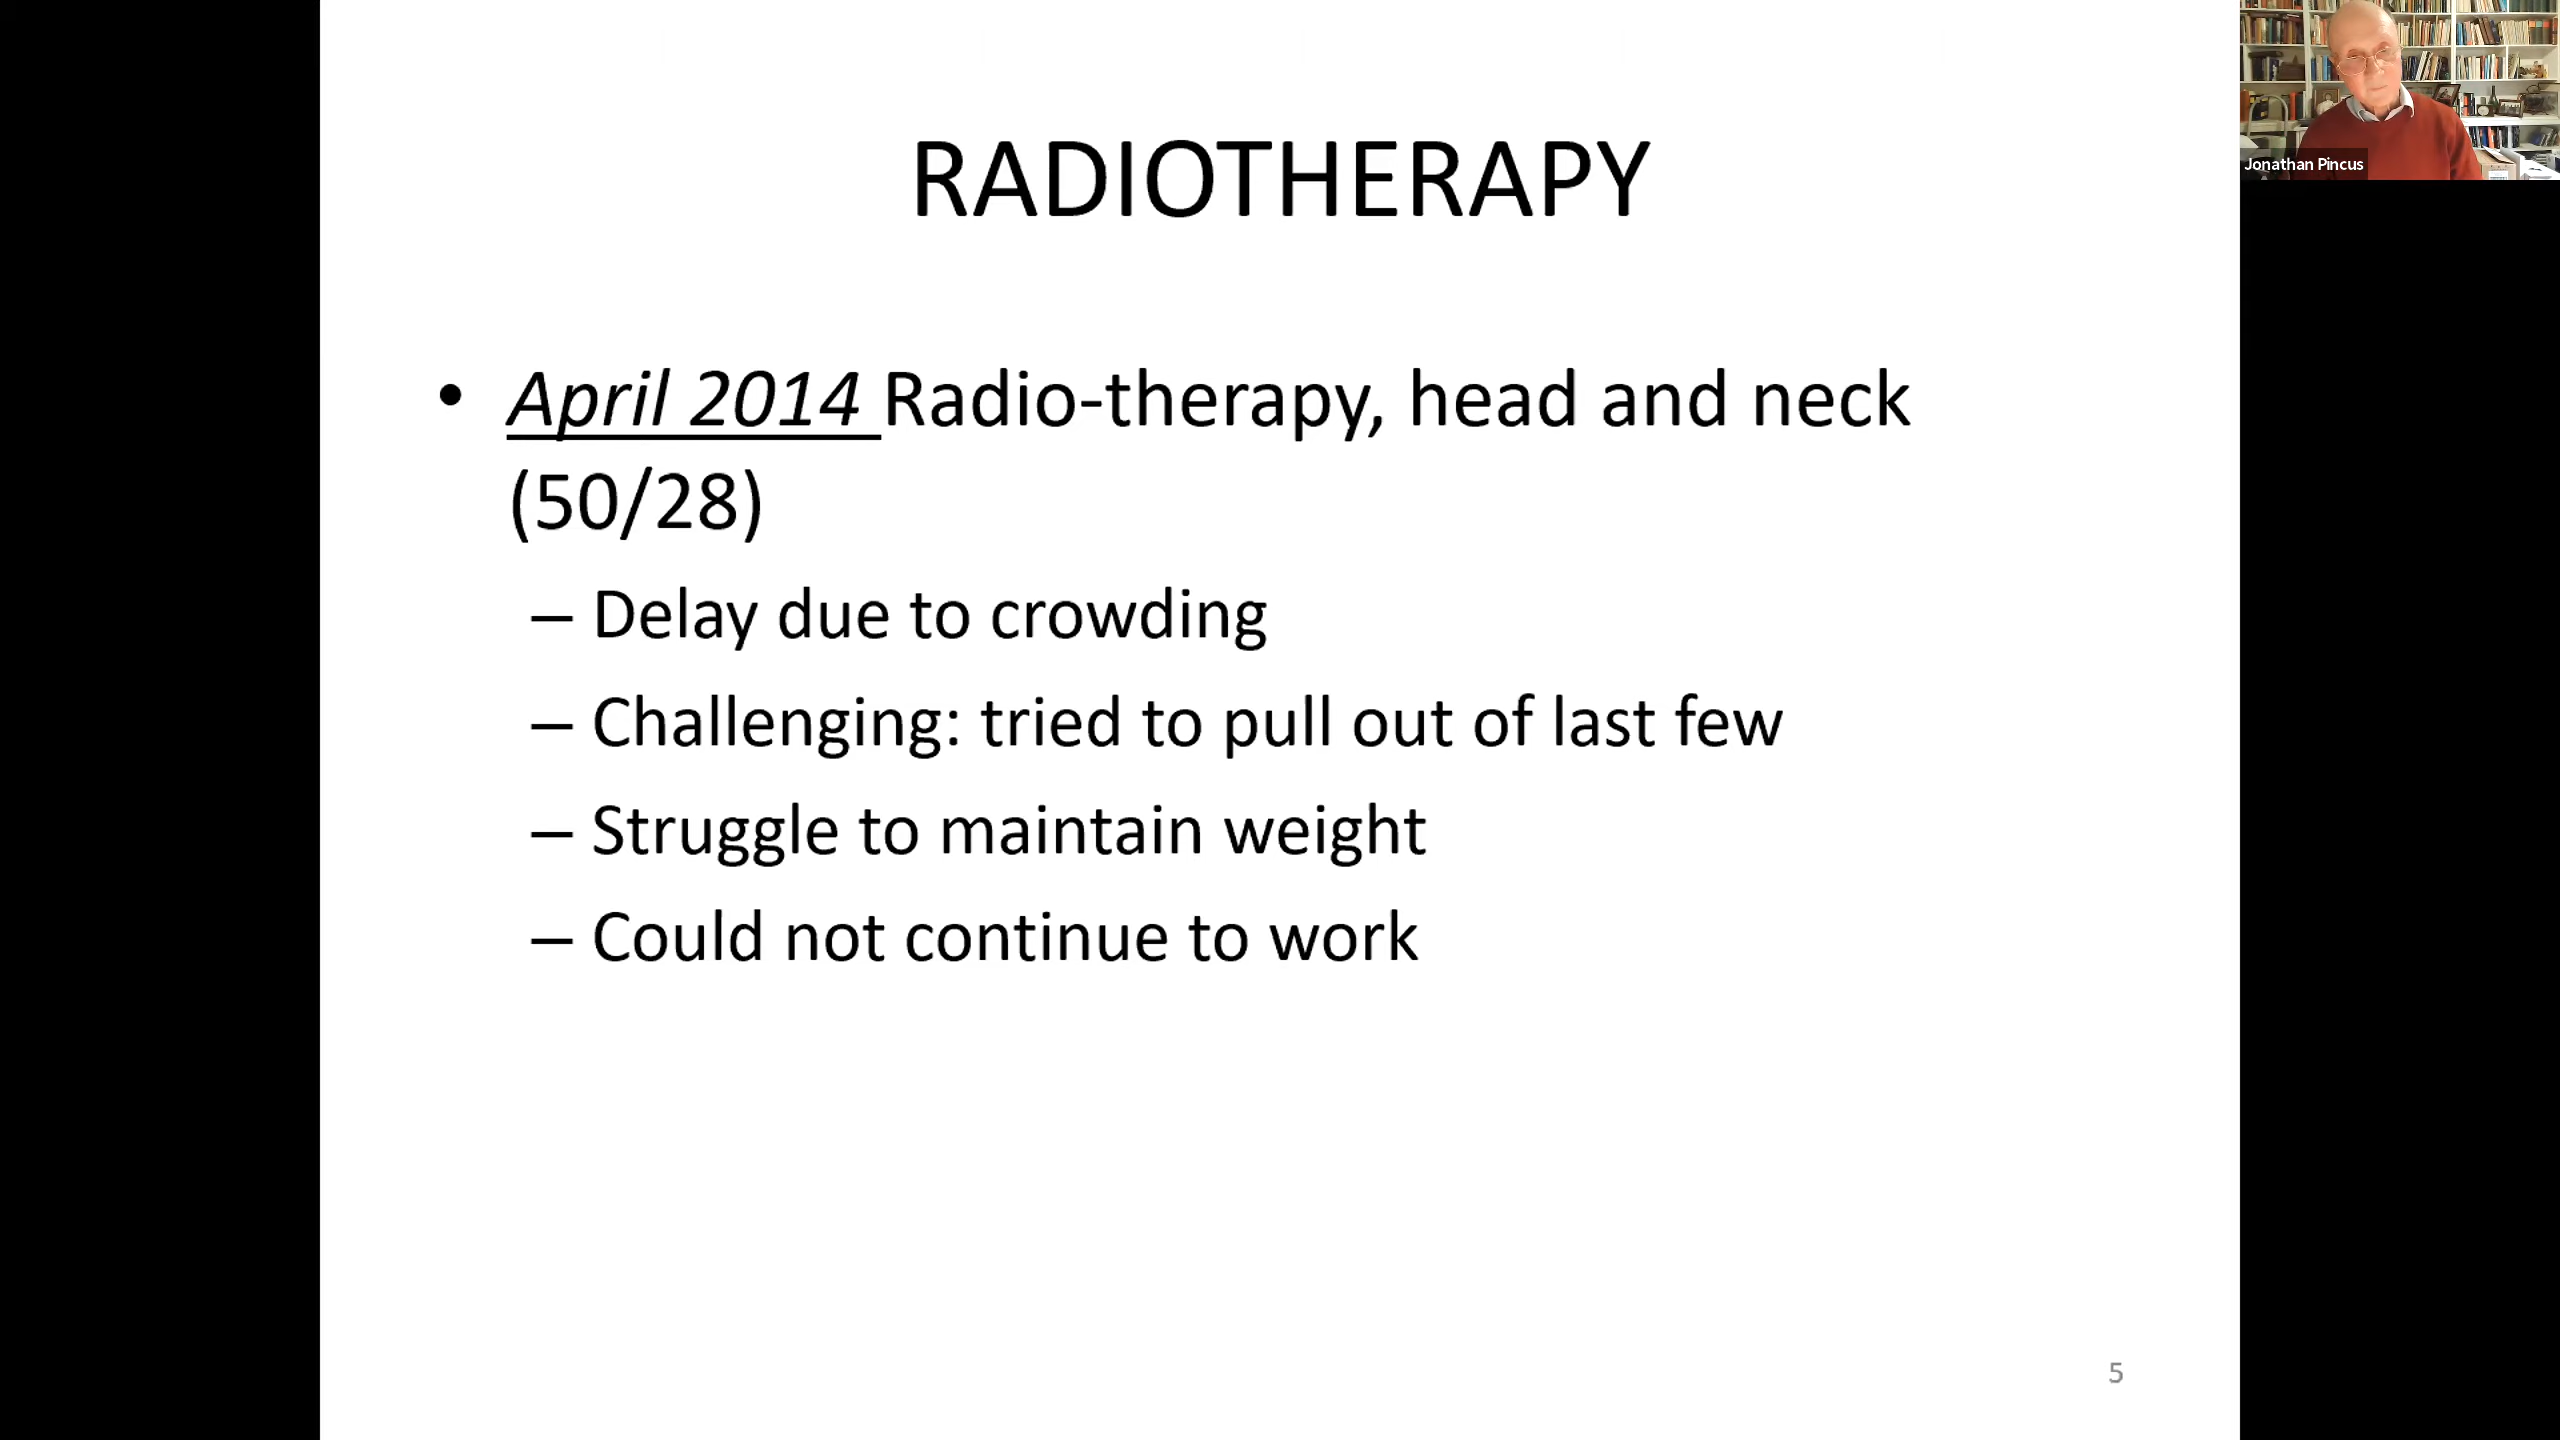 RADIOTHERAPY
• April 2014 Radio-therapy, head and neck
(50/28)
– Delay due to crowding
– Challenging: tried to pull out of last few
– Struggle to maintain weight
– Could not continue to work
5
Jonathan Pincus